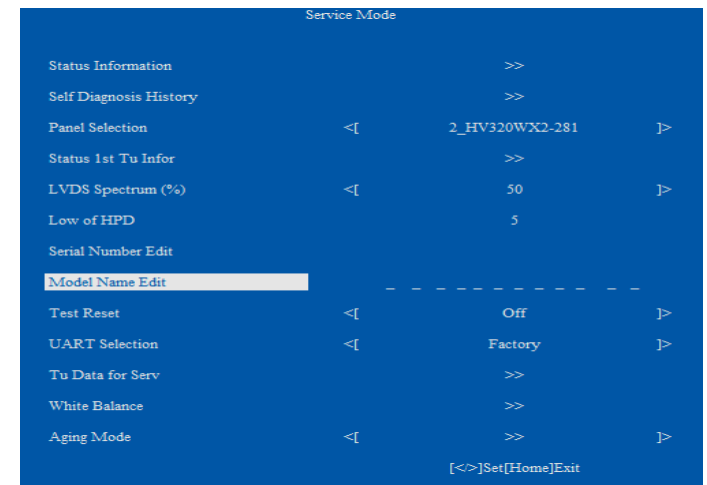 Service Mode
Status Information >>
Self Diagnosis History >>
Panel Selection <[ 2_HV320WX2-281 ]>
Status 1st Tu Infor >>
LVDS Spectrum (%) <[ 50 ]>
Low of HPD 5
Serial Number Edit
Model Name Edit _ _ _ _ _ _ _ _ _ _ _ _
Test Reset <[ Off ]>
UART Selection <[ Factory ]>
Tu Data for Serv >>
White Balance >>
Aging Mode <[ >> ]>
[</>]Set[Home]Exit